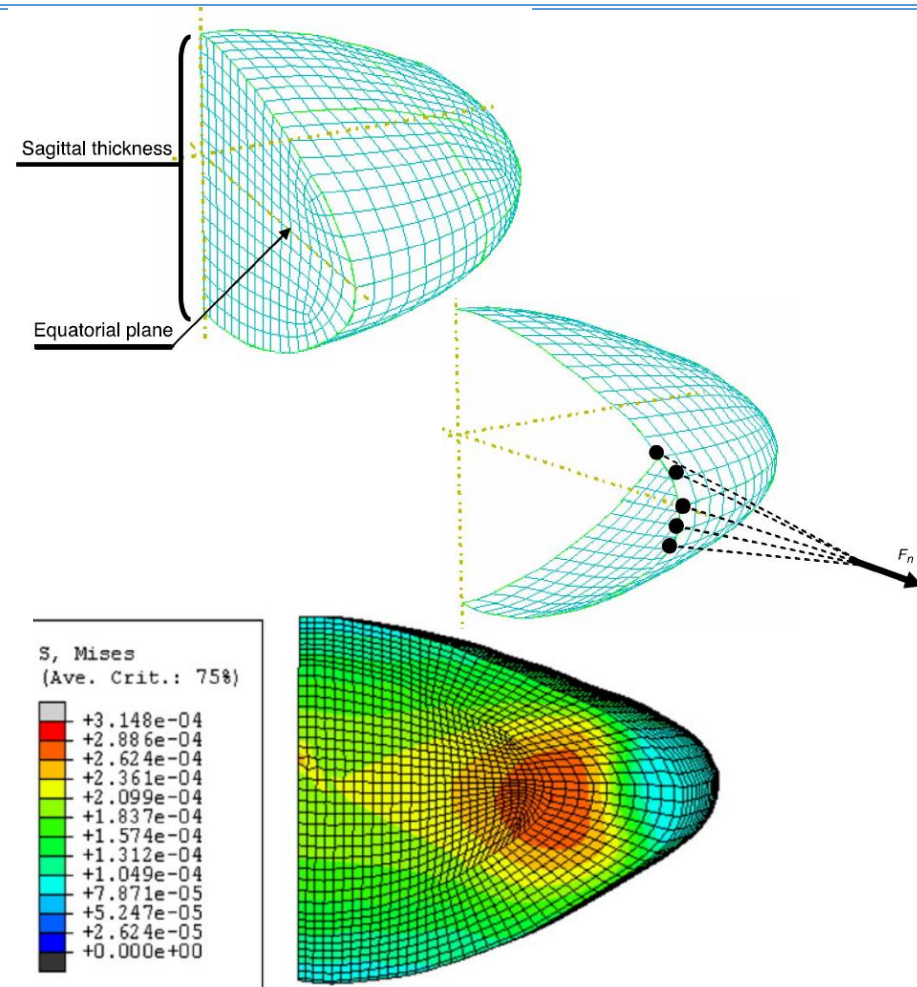 Sagittal thickness
Equatorial plane
Fn
S, Mises
(Ave. Crit.: 75%)
+3.148e-04
+2.886e-04
+2.624e-04
+2.361e-04
+2.099e-04
+1.837e-04
+1.574e-04
+1.312e-04
+1.049e-04
+7.871e-05
+5.247e-05
+2.624e-05
+0.000e+00